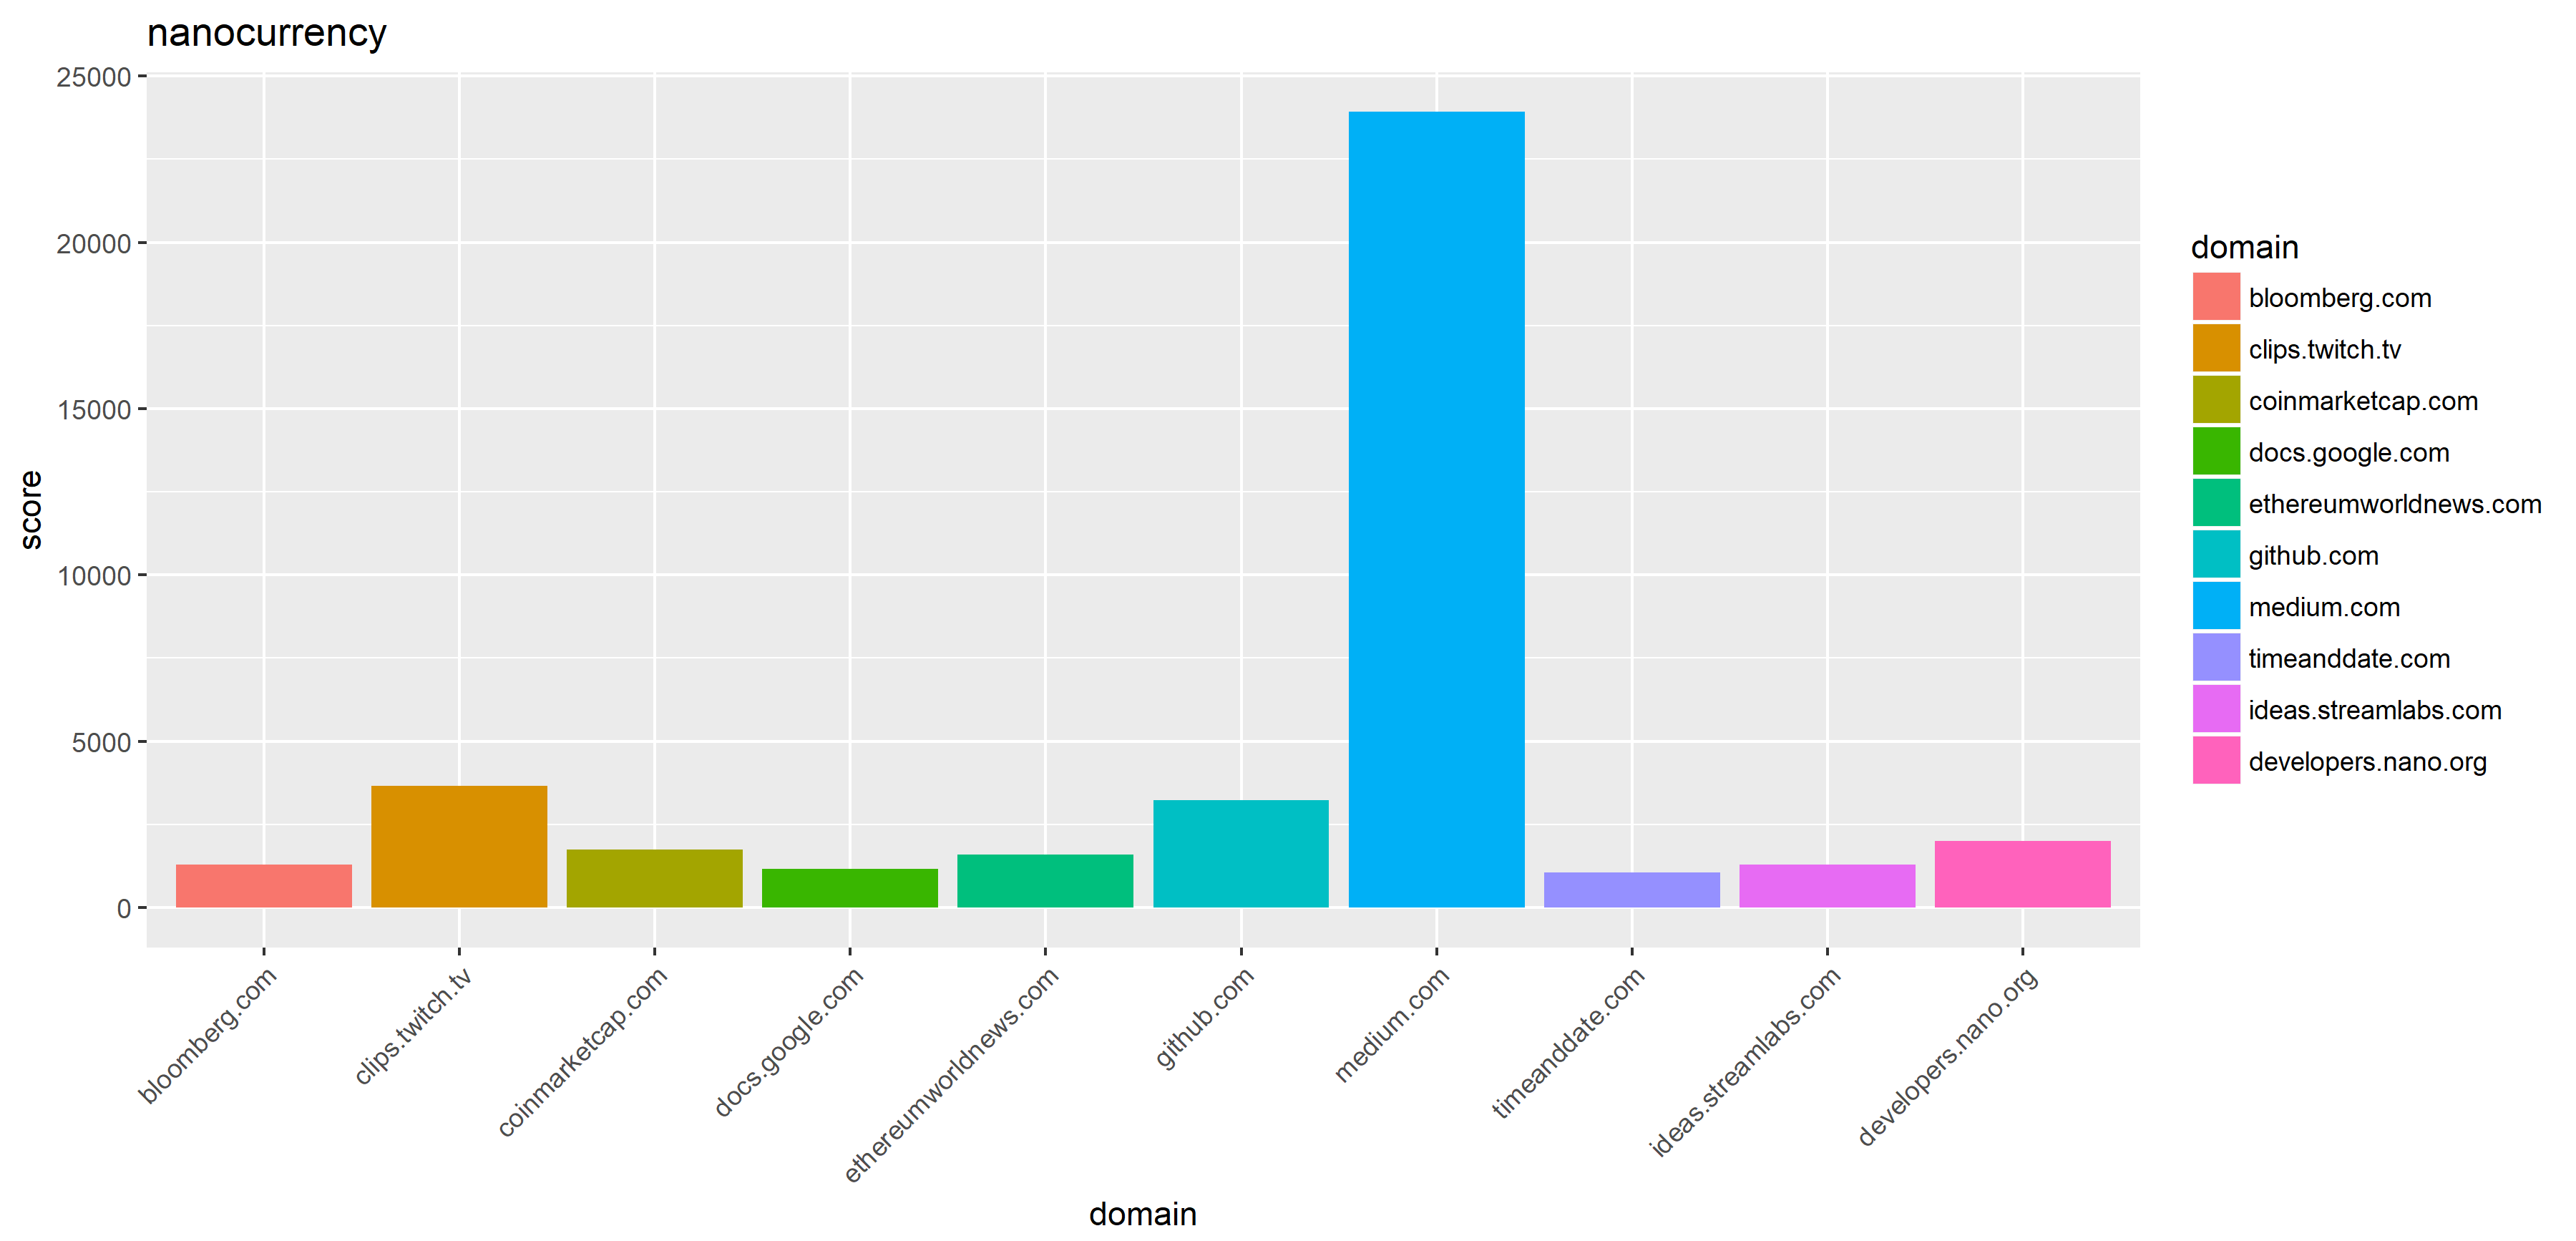 nanocurrency
25000
20000
15000
10000
5000
0
score
bloomberg.com
clips.twitch.tv
coinmarketcap.com
docs.google.com
ethereumworldnews.com
github.com
medium.com
timeanddate.com
ideas.streamlabs.com
developers.nano.org
domain
domain
bloomberg.com
clips.twitch.tv
coinmarketcap.com
docs.google.com
ethereumworldnews.com
github.com
medium.com
timeanddate.com
ideas.streamlabs.com
developers.nano.org